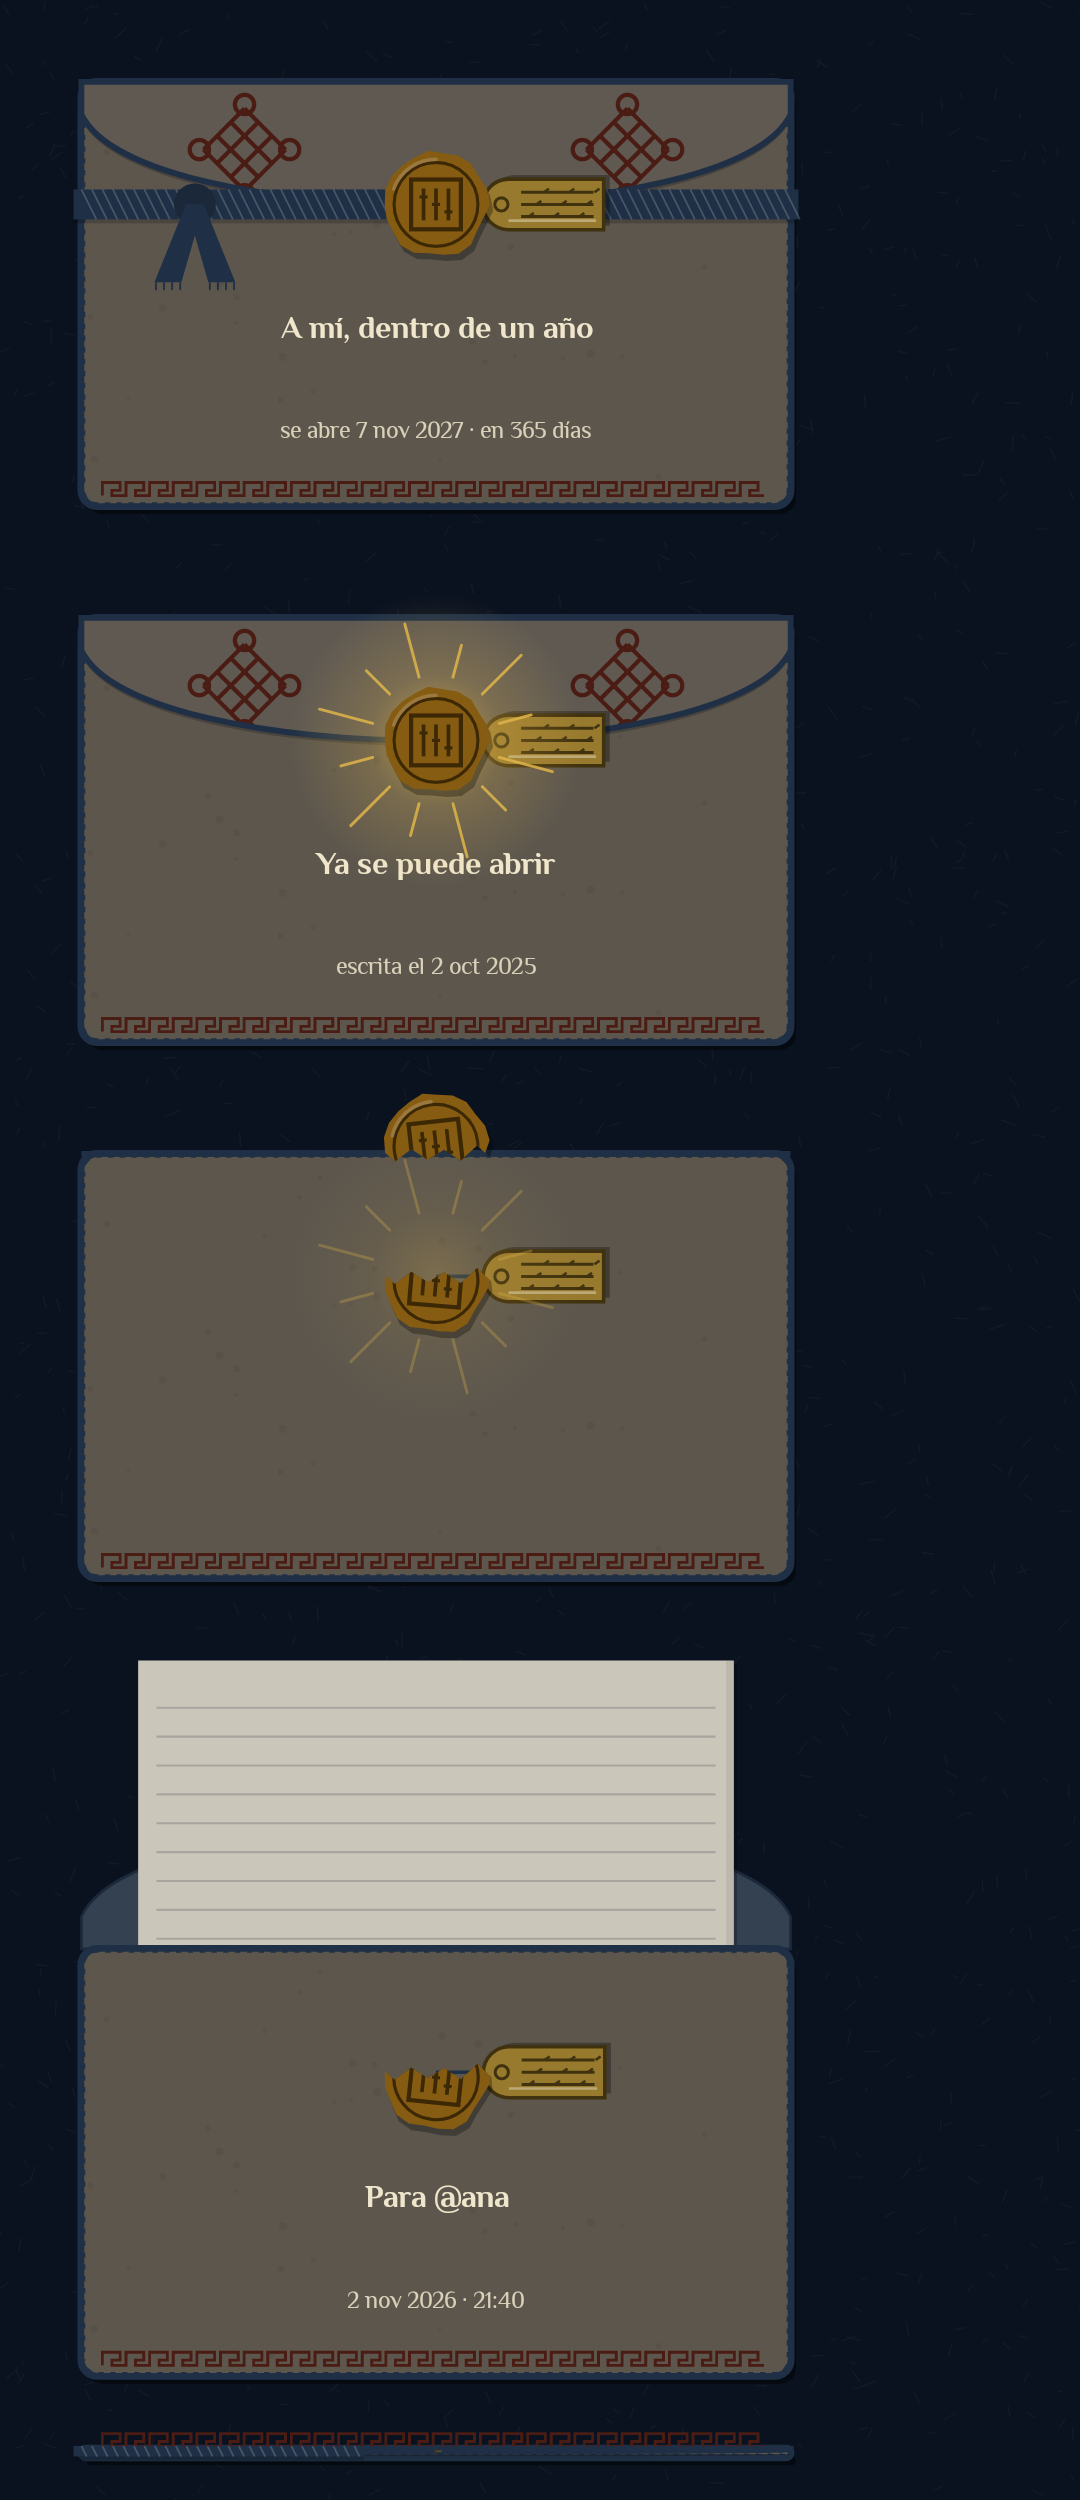 A mí, dentro de un año
se abre 7 nov 2027 · en 365 días
Ya se puede abrir
escrita el 2 oct 2025
Para @ana
2 nov 2026 · 21:40